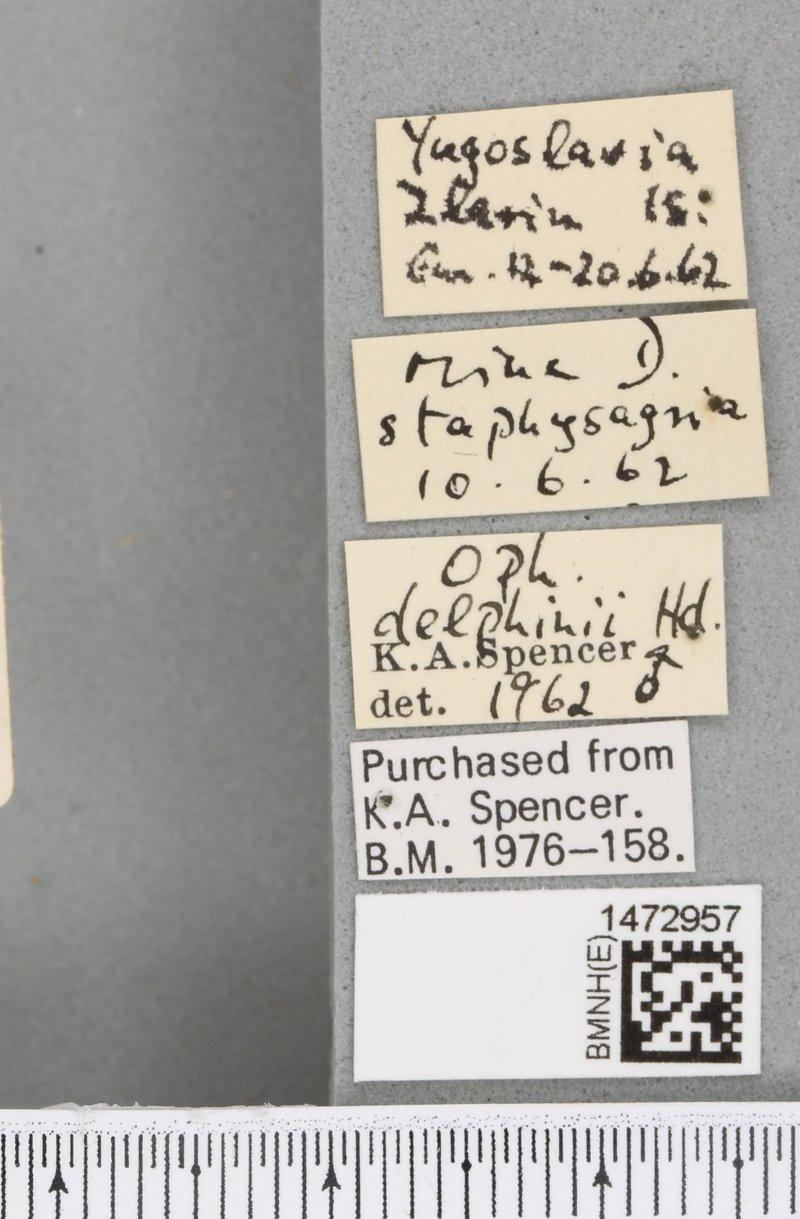 Yugoslavia
Zlarin Is:
Em. 12-20.6.62
Mine D.
staphysagria
10.6.62
Oph.
delphinii Hd.
K.A.Spencer ♂
det. 1962
Purchased from
K.A. Spencer.
B.M. 1976–158.
1472957
BMNH(E)